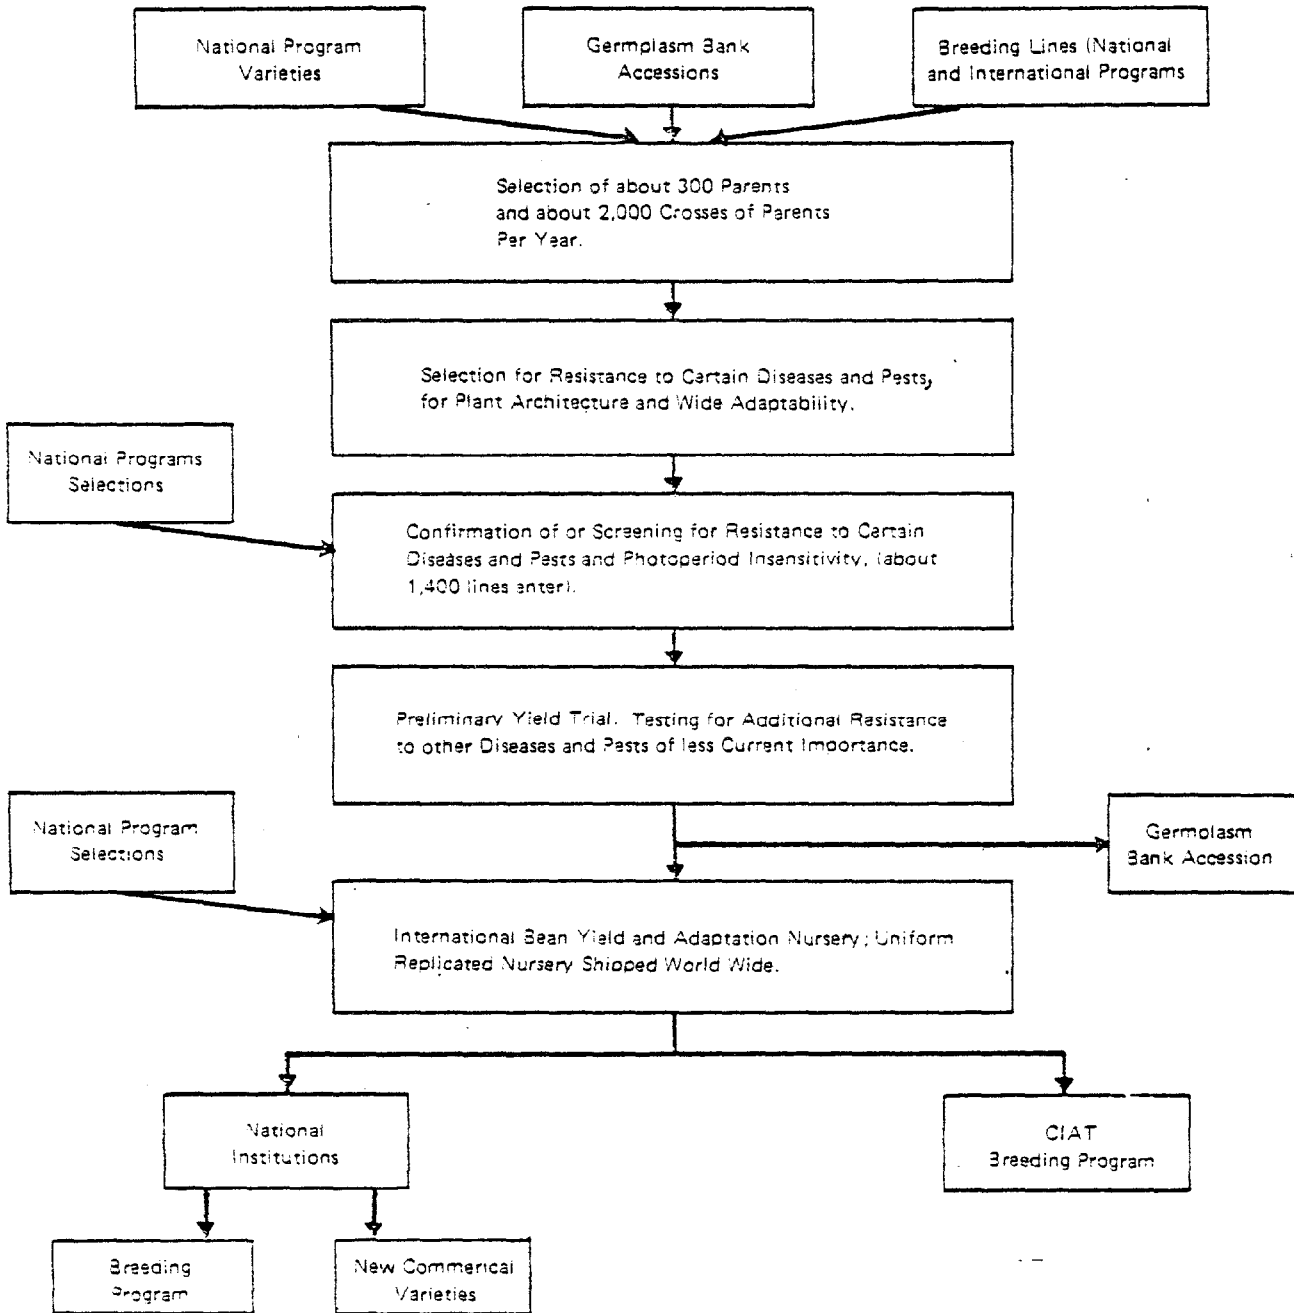 National Program
Varieties
Germplasm Bank
Accessions
Breeding Lines (National
and International Programs
Selection of about 300 Parents
and about 2,000 Crosses of Parents
Per Year.
Selection for Resistance to Certain Diseases and Pests,
for Plant Architecture and Wide Adaptability.
National Programs
Selections
Confirmation of or Screening for Resistance to Certain
Diseases and Pests and Photoperiod Insensitivity, (about
1,400 lines enter).
Preliminary Yield Trial. Testing for Additional Resistance
to other Diseases and Pests of less Current Importance.
National Program
Selections
Germplasm
Bank Accession
International Bean Yield and Adaptation Nursery; Uniform
Replicated Nursery Shipped World Wide.
National
Institutions
CIAT
Breeding Program
Breeding
Program
New Commerical
Varieties